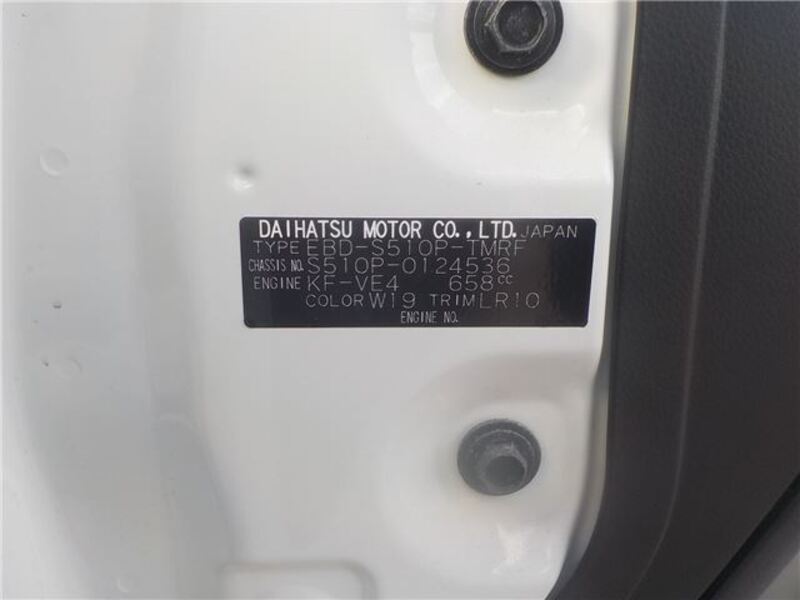 DAIHATSU MOTOR CO.,LTD. JAPAN
TYPE EBD-S510P-TMRF
CHASSIS NO. S510P-0124536
ENGINE KF-VE4 658cc
COLOR W19 TRIM LR10
ENGINE NO.